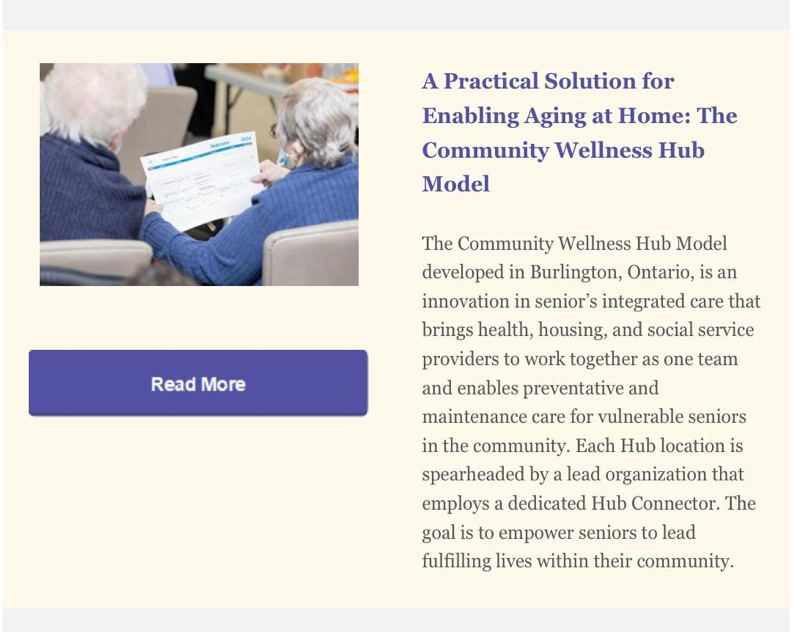 February 2024
A Practical Solution for
Enabling Aging at Home: The
Community Wellness Hub
Model
The Community Wellness Hub Model
developed in Burlington, Ontario, is an
innovation in senior’s integrated care that
brings health, housing, and social service
providers to work together as one team
and enables preventative and
maintenance care for vulnerable seniors
in the community. Each Hub location is
spearheaded by a lead organization that
employs a dedicated Hub Connector. The
goal is to empower seniors to lead
fulfilling lives within their community.
Read More